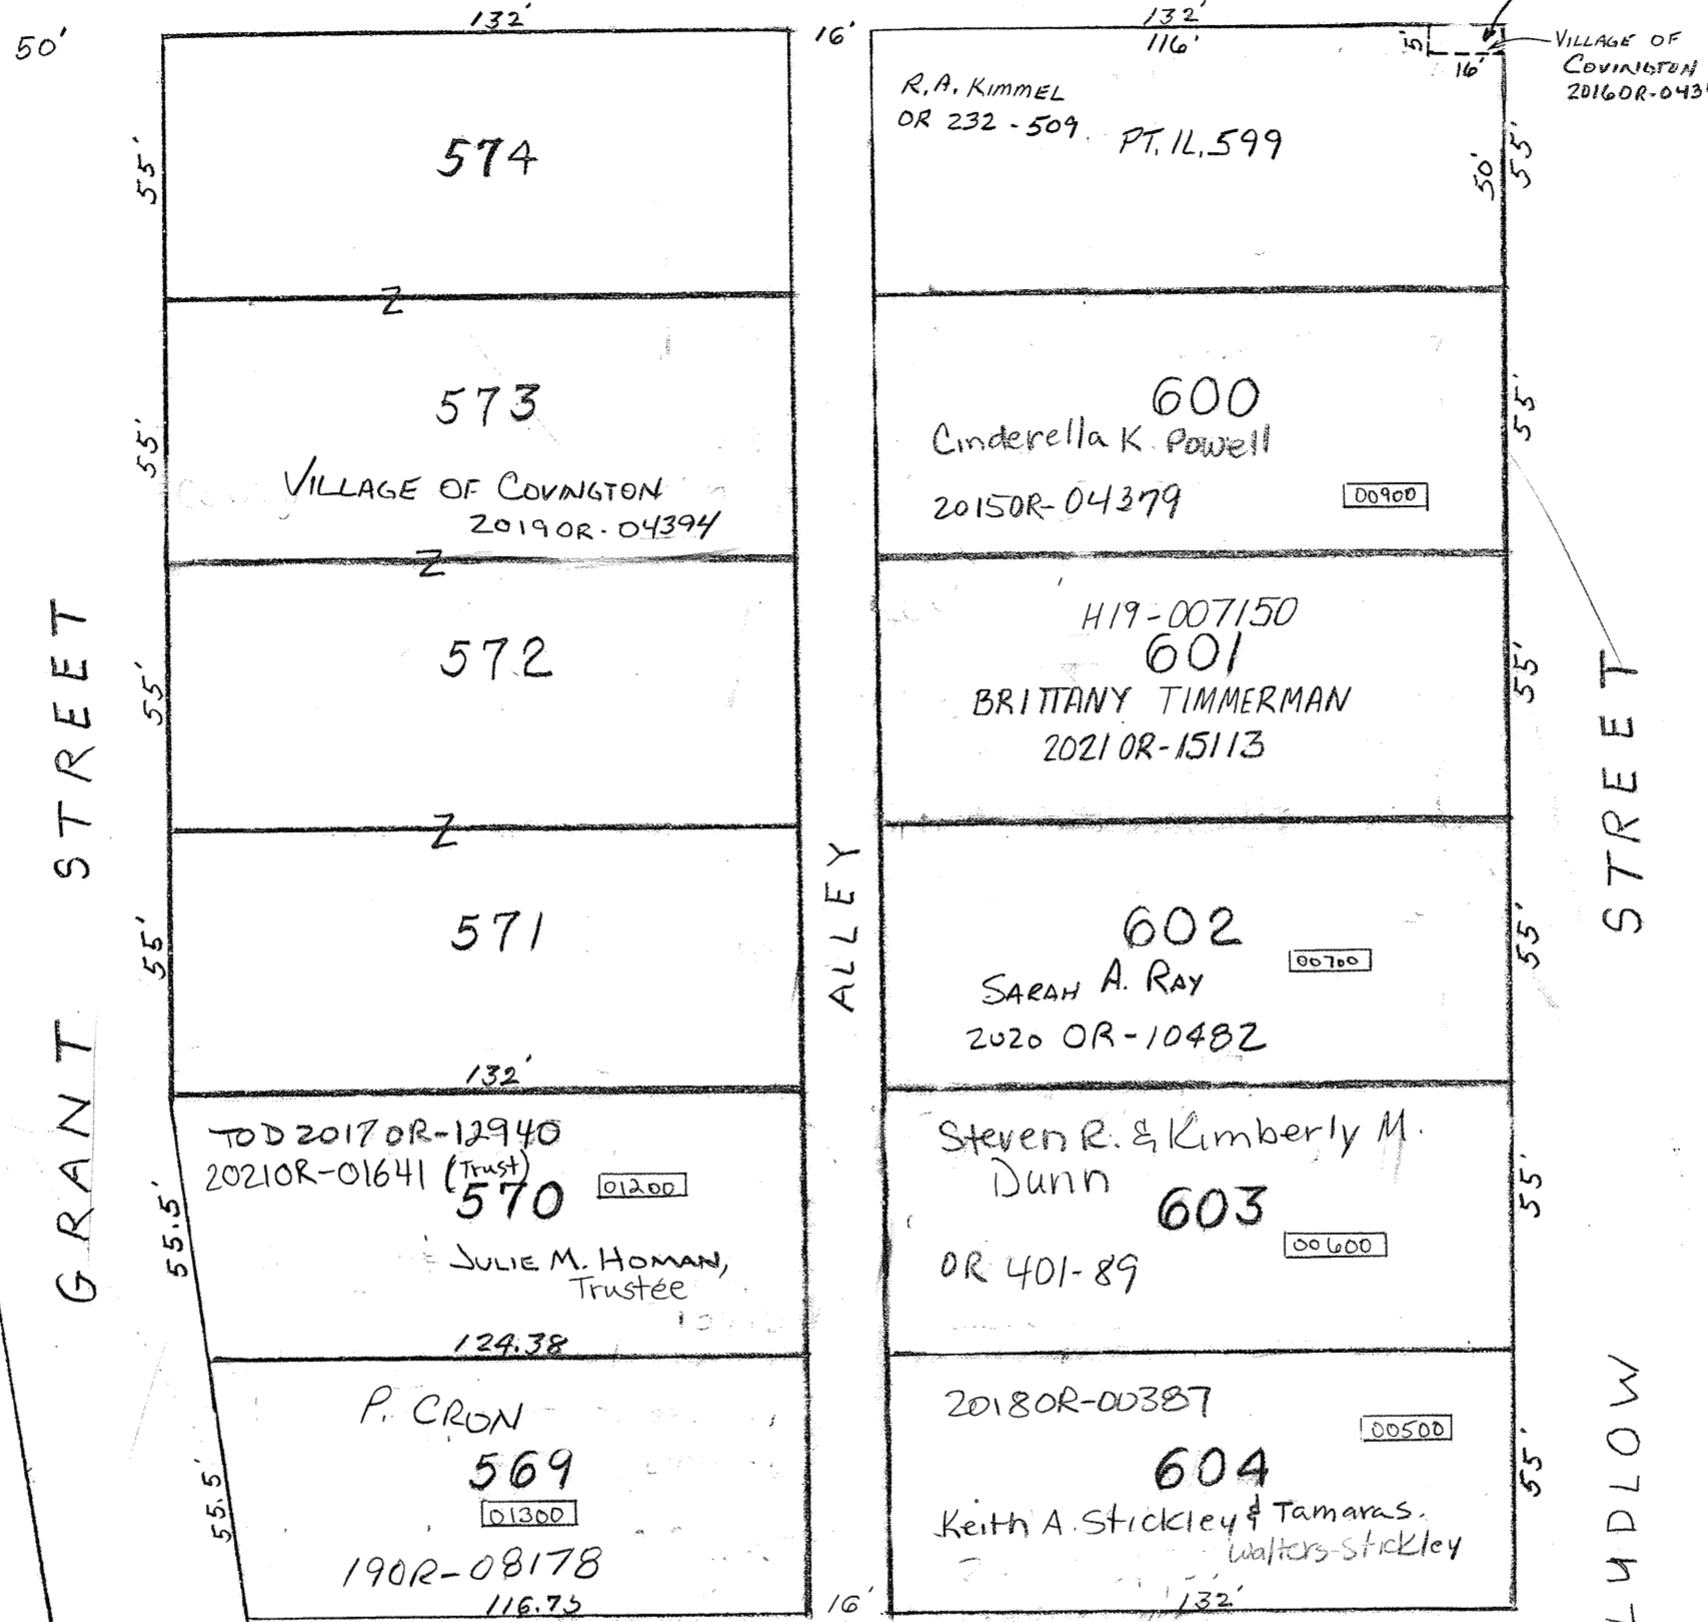 50'
132'
16'
132'
116'
5'
16'
VILLAGE OF
COVINGTON
2016OR-043
R.A. KIMMEL
OR 232-509
PT. IL. 599
50'
55'
55'
574
Z
573
VILLAGE OF COVINGTON
2019OR-04394
55'
600
Cinderella K. Powell
2015OR-04379
00900
55'
Z
572
55'
H19-007150
601
BRITTANY TIMMERMAN
2021OR-15113
55'
Z
571
55'
132'
602
00700
SARAH A. RAY
2020 OR-10482
55'
TOD 2017OR-12940
2021OR-01641 (Trust)
570
01200
JULIE M. HOMAN,
Trustee
55.5'
124.38
Steven R. & Kimberly M.
Dunn
603
00600
OR 401-89
55'
P. CRON
569
01300
19OR-08178
55.5'
116.75
2018OR-00387
00500
604
Keith A. Stickley & Tamara S.
Walters-Stickley
55'
16'
132'
GRANT STREET
ALLEY
LUDLOW STREET